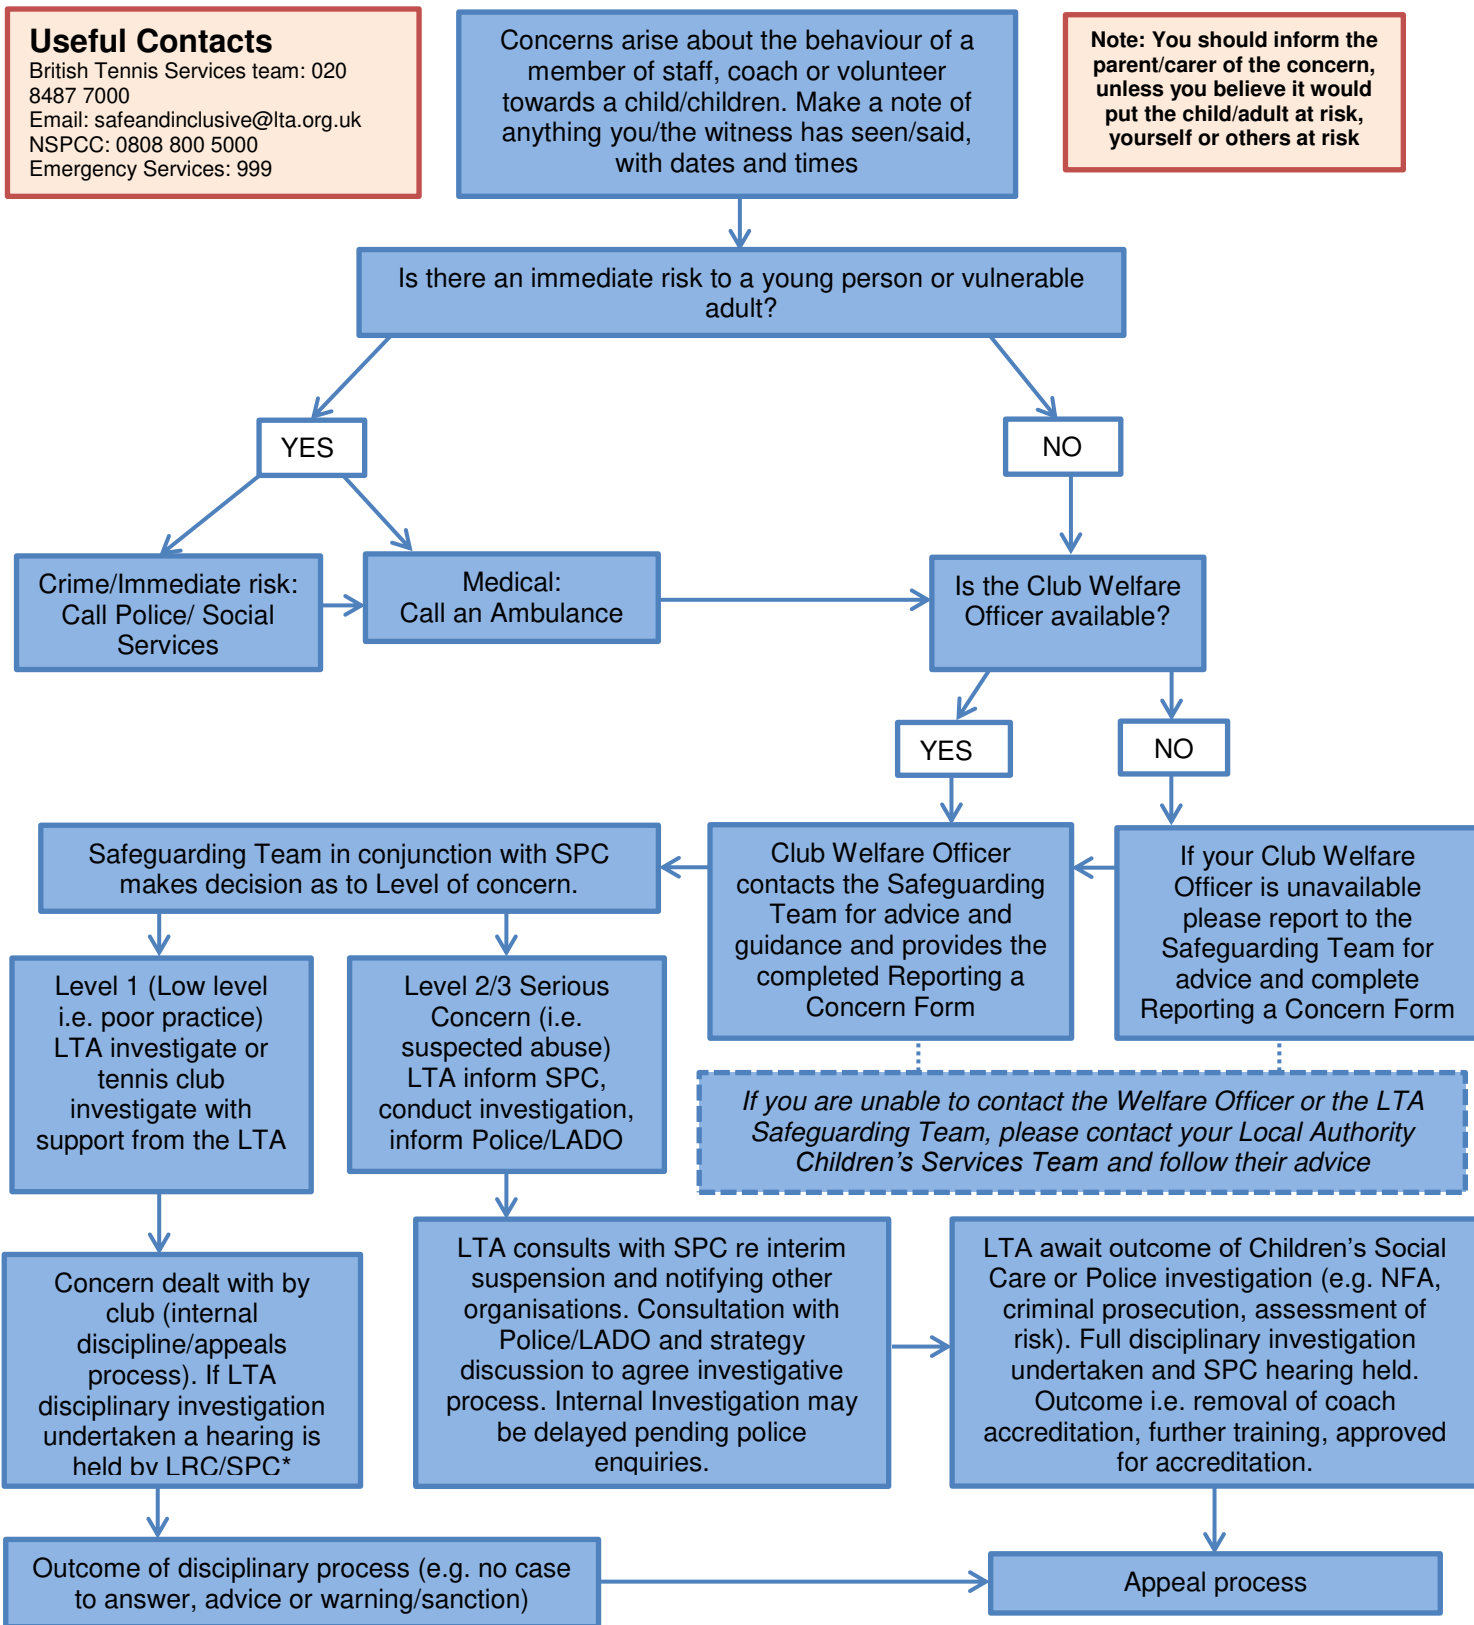 Useful Contacts
British Tennis Services team: 020
8487 7000
Email: safeandinclusive@lta.org.uk
NSPCC: 0808 800 5000
Emergency Services: 999
Concerns arise about the behaviour of a
member of staff, coach or volunteer
towards a child/children. Make a note of
anything you/the witness has seen/said,
with dates and times
Note: You should inform the
parent/carer of the concern,
unless you believe it would
put the child/adult at risk,
yourself or others at risk
Is there an immediate risk to a young person or vulnerable
adult?
YES
NO
Crime/Immediate risk:
Call Police/ Social
Services
Medical:
Call an Ambulance
Is the Club Welfare
Officer available?
YES
NO
Safeguarding Team in conjunction with SPC
makes decision as to Level of concern.
Club Welfare Officer
contacts the Safeguarding
Team for advice and
guidance and provides the
completed Reporting a
Concern Form
If your Club Welfare
Officer is unavailable
please report to the
Safeguarding Team for
advice and complete
Reporting a Concern Form
Level 1 (Low level
i.e. poor practice)
LTA investigate or
tennis club
investigate with
support from the LTA
Level 2/3 Serious
Concern (i.e.
suspected abuse)
LTA inform SPC,
conduct investigation,
inform Police/LADO
If you are unable to contact the Welfare Officer or the LTA
Safeguarding Team, please contact your Local Authority
Children's Services Team and follow their advice
Concern dealt with by
club (internal
discipline/appeals
process). If LTA
disciplinary investigation
undertaken a hearing is
held by LRC/SPC*
LTA consults with SPC re interim
suspension and notifying other
organisations. Consultation with
Police/LADO and strategy
discussion to agree investigative
process. Internal Investigation may
be delayed pending police
enquiries.
LTA await outcome of Children's Social
Care or Police investigation (e.g. NFA,
criminal prosecution, assessment of
risk). Full disciplinary investigation
undertaken and SPC hearing held.
Outcome i.e. removal of coach
accreditation, further training, approved
for accreditation.
Outcome of disciplinary process (e.g. no case
to answer, advice or warning/sanction)
Appeal process